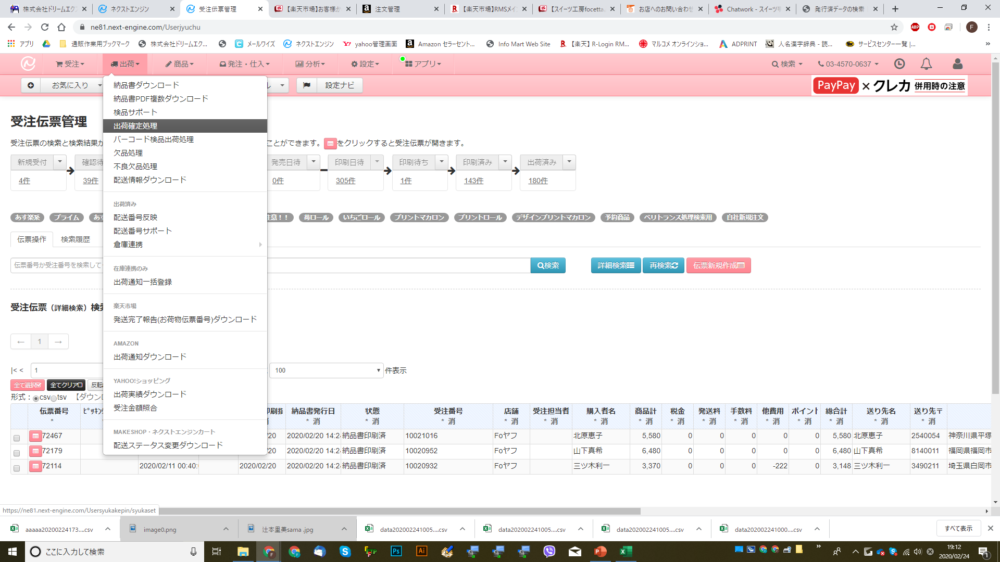 株式会社ドリームエク
ネクストエンジン
受注伝票管理
【楽天市場】お客様か
注文管理
【楽天市場】RMSメイン
【スイーツ工房focetta
お店へのお問い合わせ
Chatwork - スイーツ
発行済データの検索
ne81.next-engine.com/Userjyuchu
アプリ
通販作業用ブックマーク
株式会社ドリームエク...
メールワイズ
ネクストエンジン
yahoo管理画面
Amazon セラーセント...
Info Mart Web Site
【楽天】R-Login RM...
マルコメ オンラインショ...
ADPRINT
人名漢字辞典 - 読...
サービスセンター一覧 |...
受注
出荷
商品
発注・仕入
分析
設定
アプリ
検索
03-4570-0637
お気に入り
設定ナビ
PayPay × クレカ 併用時の注意
納品書ダウンロード
納品書PDF複数ダウンロード
検品サポート
出荷確定処理
バーコード検品出荷処理
欠品処理
不良欠品処理
配送情報ダウンロード
出荷済み
配送番号反映
配送番号サポート
倉庫連携
在庫連携のみ
出荷通知一括登録
楽天市場
発送完了報告(お荷物伝票番号)ダウンロード
AMAZON
出荷通知ダウンロード
YAHOO!ショッピング
出荷実績ダウンロード
受注金額照合
MAKESHOP・ネクストエンジンカート
配送ステータス変更ダウンロード
受注伝票管理
受注伝票の検索と検索結果か
ことができます。 をクリックすると受注伝票が開きます。
新規受付 確認待 発売日待 印刷日待 印刷待ち 印刷済み 出荷済み
4件 39件 0件 305件 1件 143件 180件
あす楽系 プライム あす 注意！！ 苺ロール いちごロール プリントマカロン プリントロール デザインプリントマカロン 予約商品 ベリトランス処理検索用 自社新規注文
伝票操作 検索履歴
伝票番号か受注番号を検索して
検索 詳細検索 再検索 伝票新規作成
受注伝票（詳細検索）検索
← 1 →
|< < 1 100 件表示
全て選択 全てクリア 反転
形式： csv tsv 【ダウンロ
伝票番号 ﾋﾟｯｷﾝｸﾞ 印刷指 納品書発行日 状態 受注番号 店舗 受注担当者 購入者名 商品計 税金 発送料 手数料 他費用 ポイント 総合計 送り先名 送り先〒
* 消 * 消 * 消 * 消 * 消 * 消 * 消 * 消 * 消 * 消 * 消 * 消 * 消 * 消 * 消
72467 /20 2020/02/20 14:24 納品書印刷済 10021016 Foヤフ 北原恵子 5,580 0 0 0 0 0 5,580 北原恵子 2540054 神奈川県平塚
72179 /20 2020/02/20 14:24 納品書印刷済 10020952 Foヤフ 山下真希 6,480 0 0 0 0 0 6,480 山下真希 8140011 福岡県福岡市
72114 2020/02/11 00:40: 2020/02/20 2020/02/20 14:24 納品書印刷済 10020932 Foヤフ 三ツ木利一 3,370 0 0 0 -222 0 3,148 三ツ木利一 3490211 埼玉県白岡市
https://ne81.next-engine.com/Usersyukakepin/syukaset
aaaaa20200224173....csv
image0.png
辻本里美sama .jpg
data202002241005....csv
data202002241005....csv
data202002241005....csv
data202002241000....csv
すべて表示
ここに入力して検索
19:12
2020/02/24
1